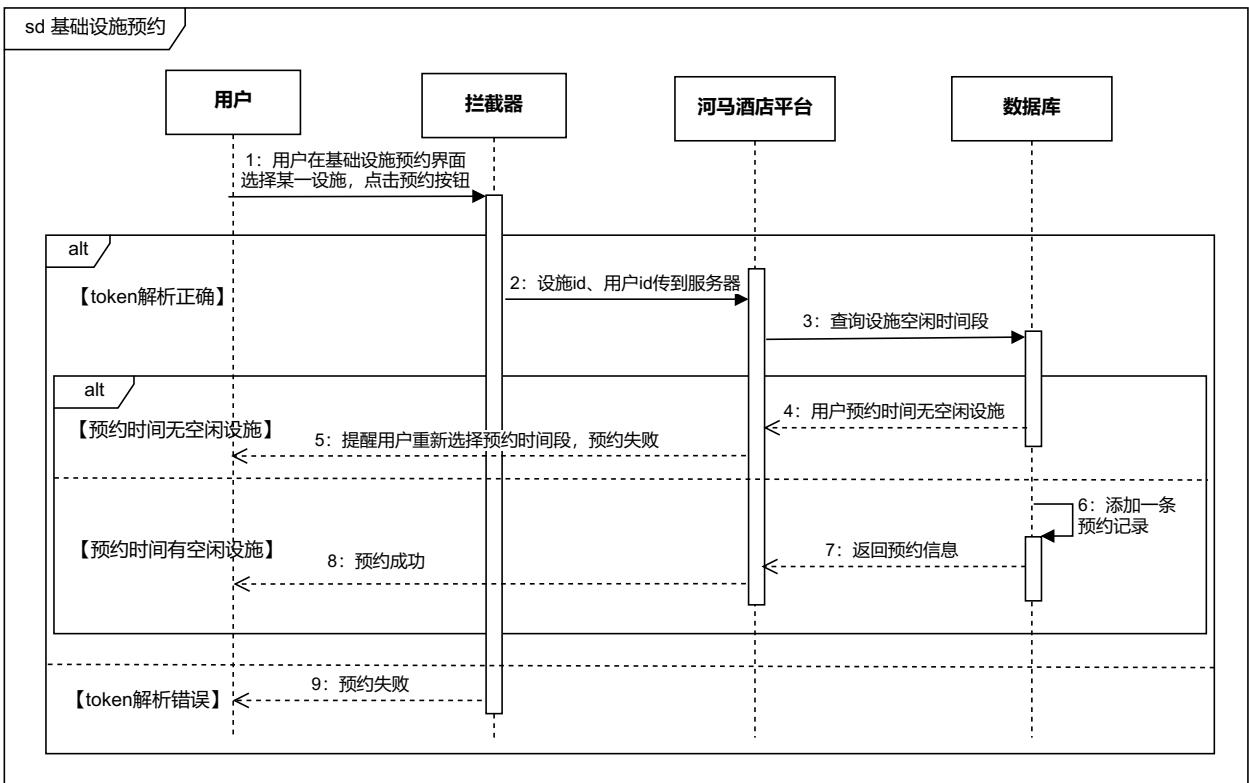 sd 基础设施预约
用户
拦截器
河马酒店平台
数据库
1：用户在基础设施预约界面
选择某一设施，点击预约按钮
alt
【token解析正确】
2：设施id、用户id传到服务器
3：查询设施空闲时间段
alt
【预约时间无空闲设施】
4：用户预约时间无空闲设施
5：提醒用户重新选择预约时间段，预约失败
6：添加一条
预约记录
【预约时间有空闲设施】
7：返回预约信息
8：预约成功
【token解析错误】
9：预约失败